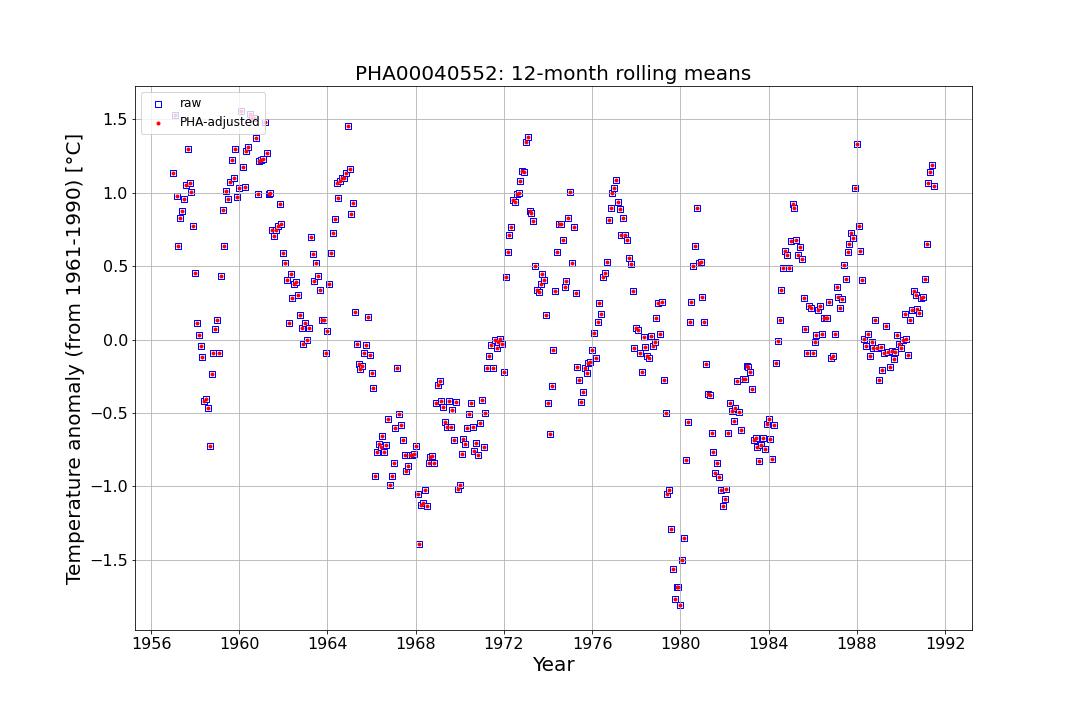 PHA00040552: 12-month rolling means
raw
PHA-adjusted
Temperature anomaly (from 1961-1990) [°C]
1.5
1.0
0.5
0.0
−0.5
−1.0
−1.5
1956 1960 1964 1968 1972 1976 1980 1984 1988 1992
Year